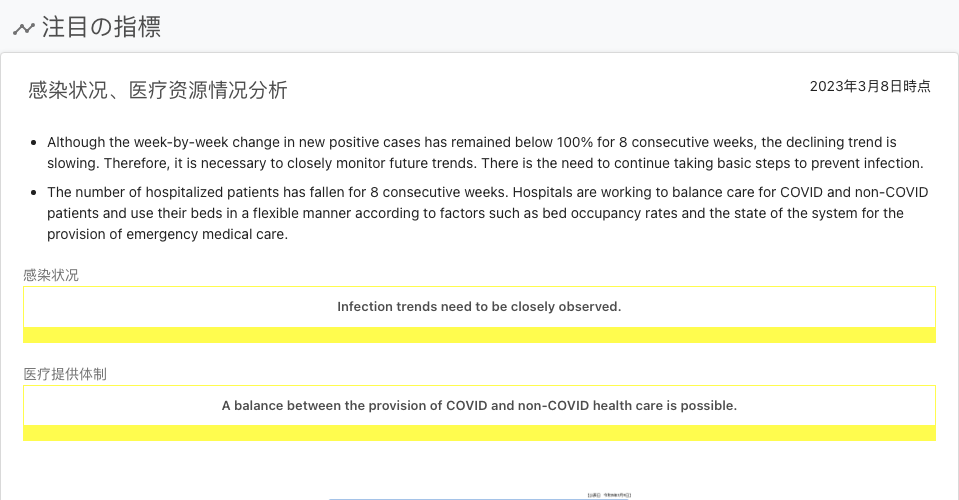 注目の指標
感染状况、医疗资源情况分析
2023年3月8日時点
Although the week-by-week change in new positive cases has remained below 100% for 8 consecutive weeks, the declining trend is
slowing. Therefore, it is necessary to closely monitor future trends. There is the need to continue taking basic steps to prevent infection.
The number of hospitalized patients has fallen for 8 consecutive weeks. Hospitals are working to balance care for COVID and non-COVID
patients and use their beds in a flexible manner according to factors such as bed occupancy rates and the state of the system for the
provision of emergency medical care.
感染状况
Infection trends need to be closely observed.
医疗提供体制
A balance between the provision of COVID and non-COVID health care is possible.